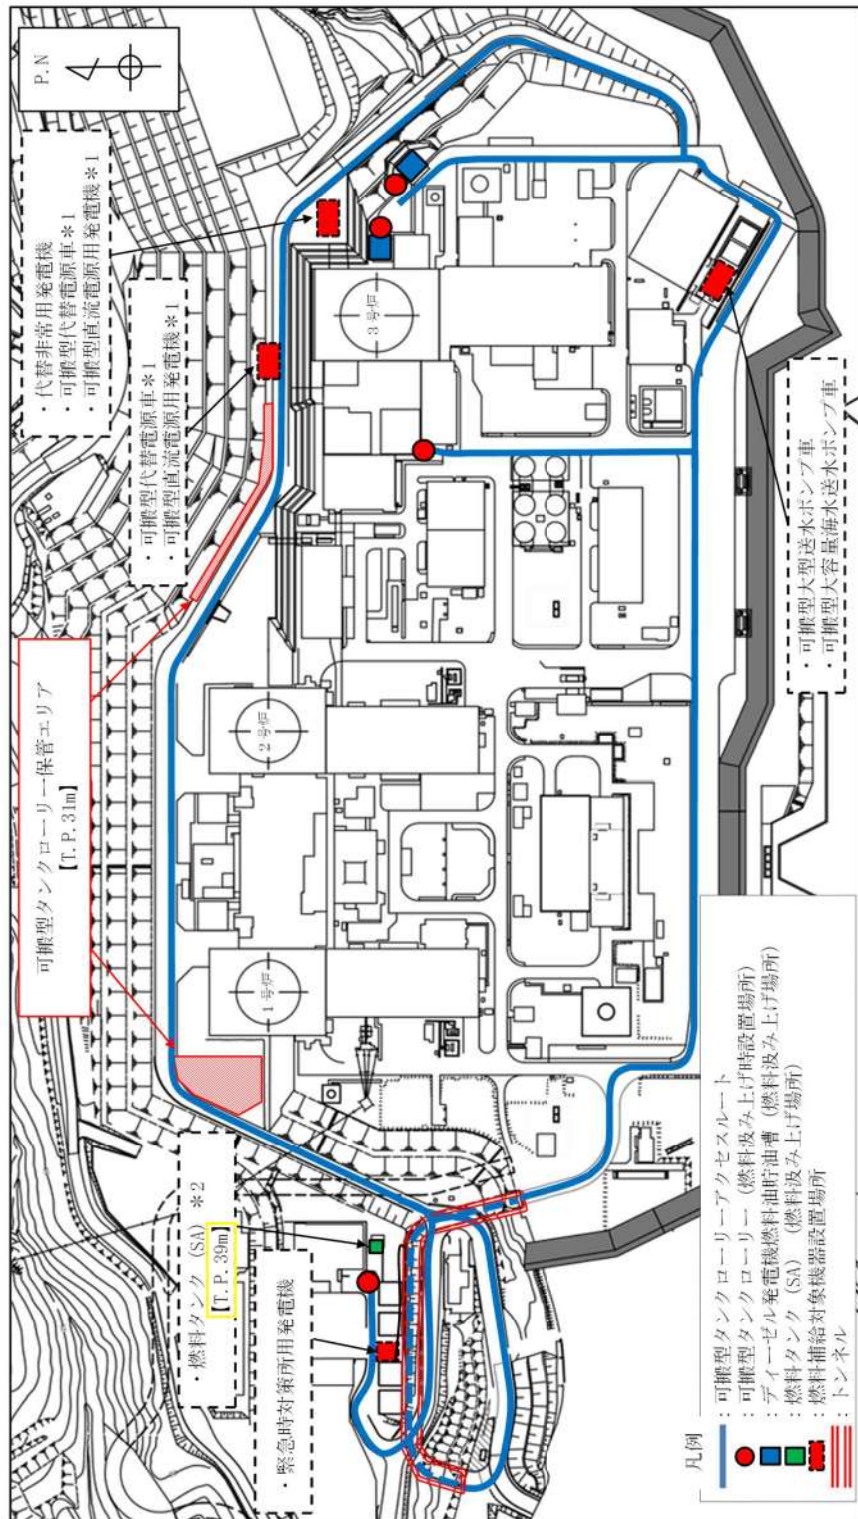 P.N
・代替非常用発電機
・可搬型代替電源車＊1
・可搬型直流電源用発電機＊1
・可搬型代替電源車＊1
・可搬型直流電源用発電機＊1
可搬型タンクローリー保管エリア
【T.P.31m】
・燃料タンク（SA）＊2
【T.P.39m】
・緊急時対策所用発電機
1号炉
2号炉
3号炉
・可搬型大型送水ポンプ車
・可搬型大容量海水送水ポンプ車
凡例
：可搬型タンクローリーアクセスルート
：可搬型タンクローリー（燃料汲み上げ時設置場所）
：ディーゼル発電機燃料油貯油槽（燃料汲み上げ場所）
：燃料タンク（SA）（燃料汲み上げ場所）
：燃料補給対象機器設置場所
：トンネル